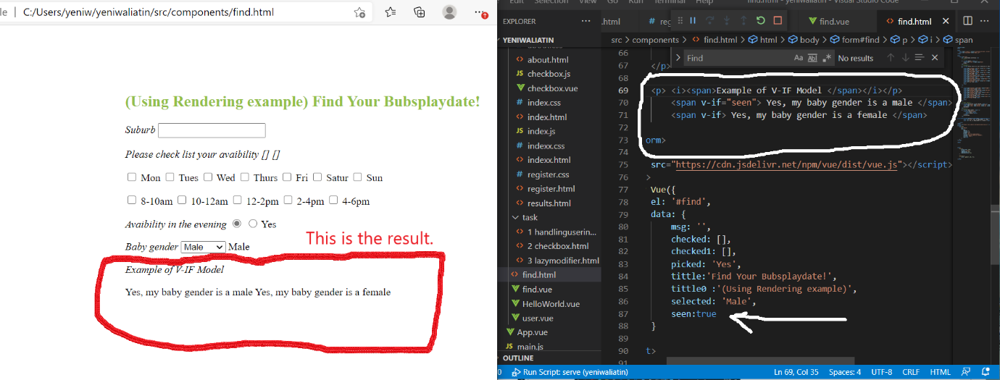 C:/Users/yeniw/yeniwaliatin/src/components/find.html
(Using Rendering example) Find Your Bubsplaydate!
Suburb
Please check list your avaibility [] []
Mon Tues Wed Thurs Fri Satur Sun
8-10am 10-12am 12-2pm 2-4pm 4-6pm
Avaibility in the evening Yes
This is the result.
Baby gender Male Male
Example of V-IF Model
Yes, my baby gender is a male Yes, my baby gender is a female
Edit Selection View Go Run Terminal Help find.html - yeniwaliatin - Visual Studio Code
EXPLORER
.html # reg find.vue <> find.html
YENIWALIATIN
src > components > <> find.html > html > body > form#find > p > i > span
Find Aa Abl .* No results
about.html
JS checkbox.js
checkbox.vue
# index.css
<> index.html
JS index.js
# indexx.css
<> indexx.html
# register.css
<> register.html
<> results.html
task
<> 1 handlinguserin...
<> 2 checkbox.html
<> 3 lazymodifier.html
<> find.html
find.vue
HelloWorld.vue
user.vue
App.vue
JS main.js
OUTLINE
66
67 </p>
68
69 <p> <i><span>Example of V-IF Model </span></i></p>
70 <span v-if="seen"> Yes, my baby gender is a male </span>
71 <span v-if> Yes, my baby gender is a female </span>
72
73 orm>
74
75 src="https://cdn.jsdelivr.net/npm/vue/dist/vue.js"></script>
76 >
77 Vue({
78 el: '#find',
79 data: {
80 msg: '',
81 checked: [],
82 checked1: [],
83 picked: 'Yes',
84 tittle:'Find Your Bubsplaydate!',
85 tittle0 :'(Using Rendering example)',
86 selected: 'Male',
87 seen:true
88 }
89
90 t>
91
0 Run Script: serve (yeniwaliatin) Ln 69, Col 35 Spaces: 4 UTF-8 CRLF HTML